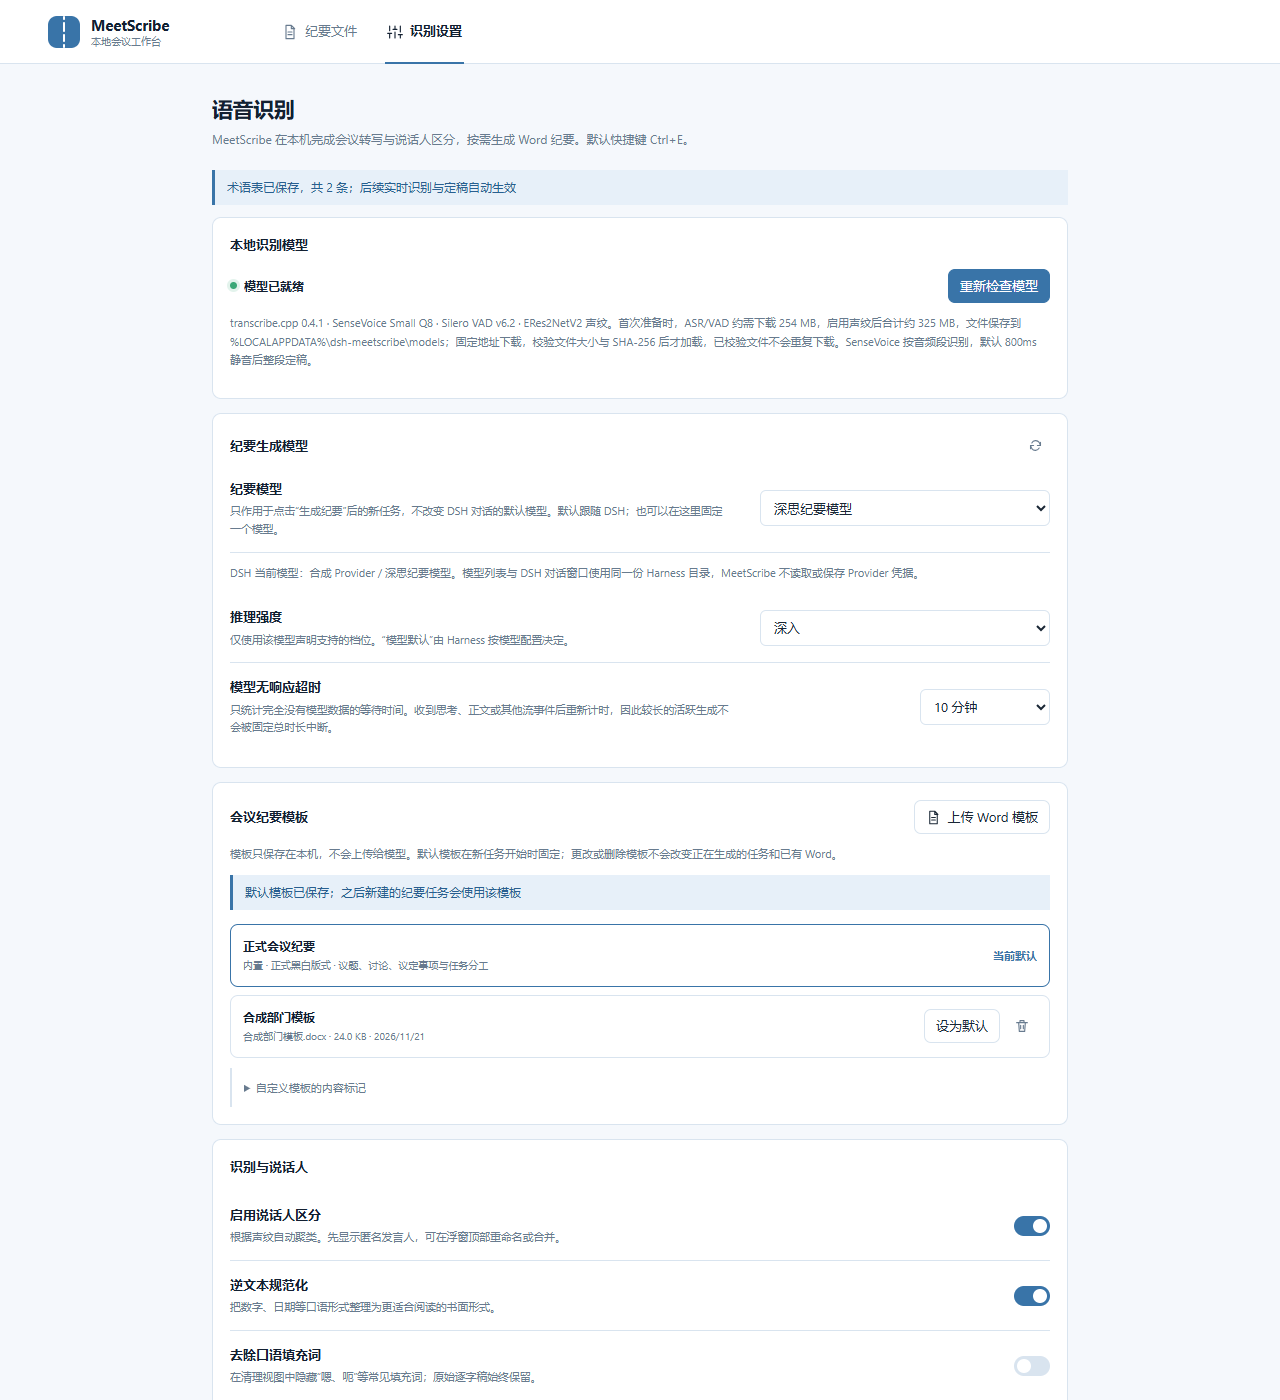 MeetScribe
本地会议工作台
纪要文件
识别设置
语音识别
MeetScribe 在本机完成会议转写与说话人区分，按需生成 Word 纪要。默认快捷键 Ctrl+E。
术语表已保存，共 2 条；后续实时识别与定稿自动生效
本地识别模型
模型已就绪
重新检查模型
transcribe.cpp 0.4.1 · SenseVoice Small Q8 · Silero VAD v6.2 · ERes2NetV2 声纹。首次准备时，ASR/VAD 约需下载 254 MB，启用声纹后合计约 325 MB，文件保存到
%LOCALAPPDATA%\dsh-meetscribe\models；固定地址下载，校验文件大小与 SHA-256 后才加载，已校验文件不会重复下载。SenseVoice 按音频段识别，默认 800ms
静音后整段定稿。
纪要生成模型
纪要模型
只作用于点击“生成纪要”后的新任务，不改变 DSH 对话的默认模型。默认跟随 DSH；也可以在这里固定
一个模型。
深思纪要模型
DSH 当前模型：合成 Provider / 深思纪要模型。模型列表与 DSH 对话窗口使用同一份 Harness 目录，MeetScribe 不读取或保存 Provider 凭据。
推理强度
仅使用该模型声明支持的档位。“模型默认”由 Harness 按模型配置决定。
深入
模型无响应超时
只统计完全没有模型数据的等待时间。收到思考、正文或其他流事件后重新计时，因此较长的活跃生成不
会被固定总时长中断。
10 分钟
会议纪要模板
上传 Word 模板
模板只保存在本机，不会上传给模型。默认模板在新任务开始时固定；更改或删除模板不会改变正在生成的任务和已有 Word。
默认模板已保存；之后新建的纪要任务会使用该模板
正式会议纪要
内置 · 正式黑白版式 · 议题、讨论、议定事项与任务分工
当前默认
合成部门模板
合成部门模板.docx · 24.0 KB · 2026/11/21
设为默认
自定义模板的内容标记
识别与说话人
启用说话人区分
根据声纹自动聚类。先显示匿名发言人，可在浮窗顶部重命名或合并。
逆文本规范化
把数字、日期等口语形式整理为更适合阅读的书面形式。
去除口语填充词
在清理视图中隐藏“嗯、呃”等常见填充词；原始逐字稿始终保留。